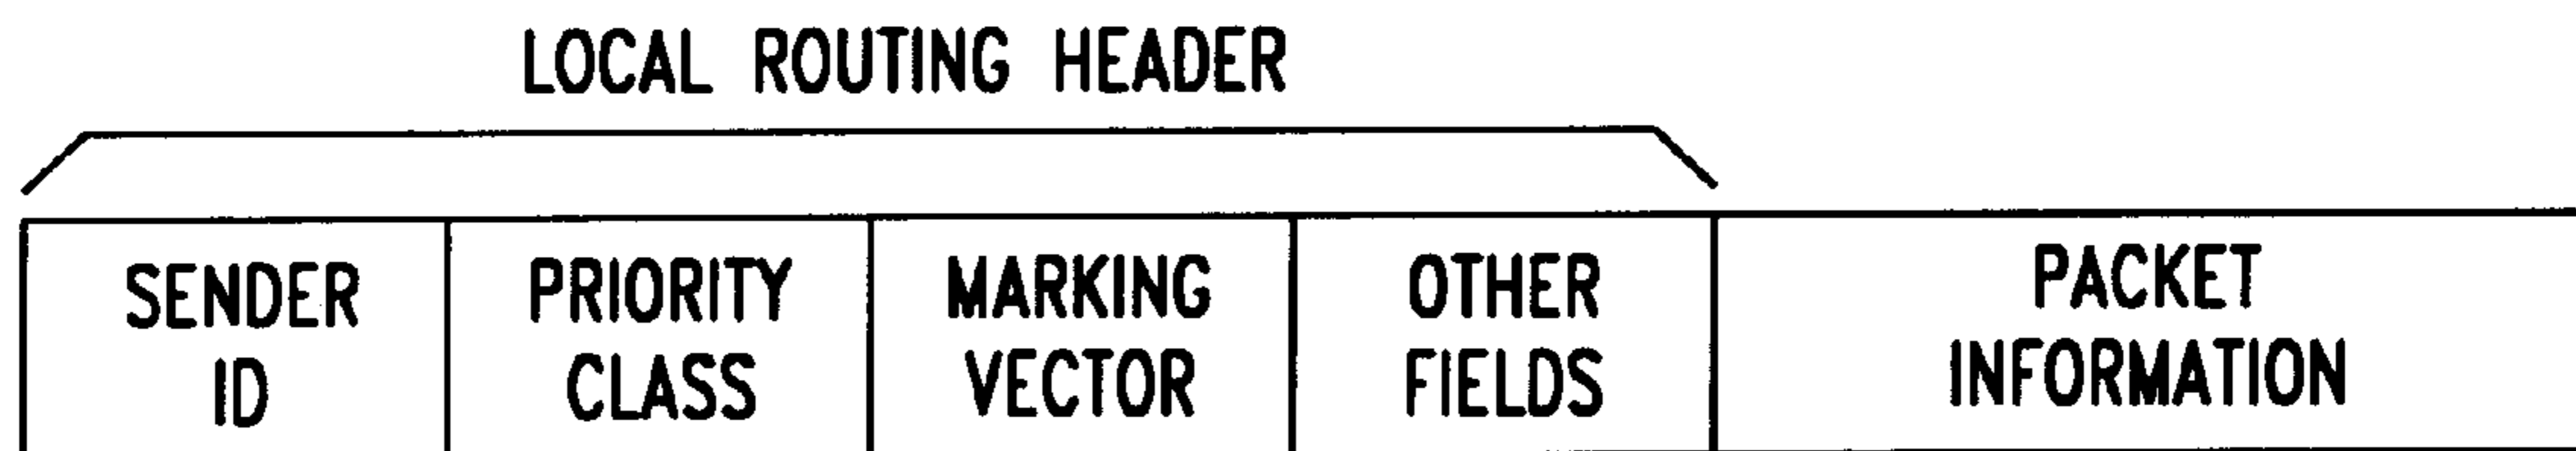 LOCAL ROUTING HEADER
SENDER
ID
PRIORITY
CLASS
MARKING
VECTOR
OTHER
FIELDS
PACKET
INFORMATION